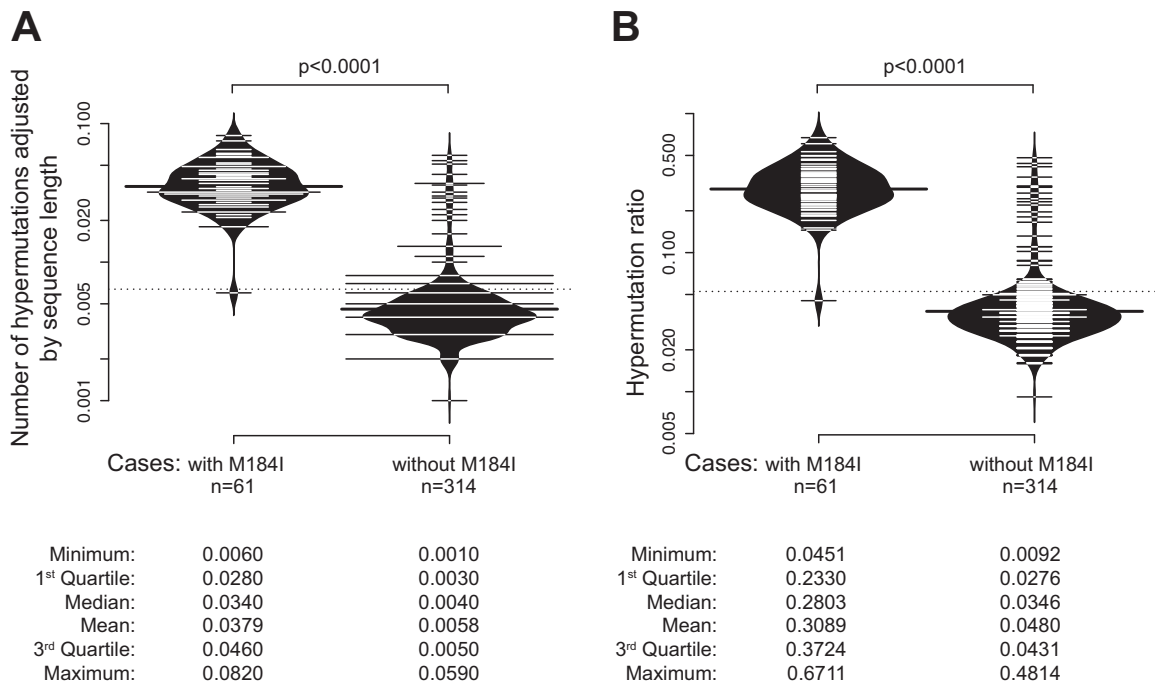 A
p<0.0001
Number of hypermutations adjusted
by sequence length
0.100
0.020
0.005
0.001
Cases: with M184I without M184I
n=61 n=314
Minimum: 0.0060 0.0010
1st Quartile: 0.0280 0.0030
Median: 0.0340 0.0040
Mean: 0.0379 0.0058
3rd Quartile: 0.0460 0.0050
Maximum: 0.0820 0.0590
B
p<0.0001
Hypermutation ratio
0.500
0.100
0.020
0.005
Cases: with M184I without M184I
n=61 n=314
Minimum: 0.0451 0.0092
1st Quartile: 0.2330 0.0276
Median: 0.2803 0.0346
Mean: 0.3089 0.0480
3rd Quartile: 0.3724 0.0431
Maximum: 0.6711 0.4814